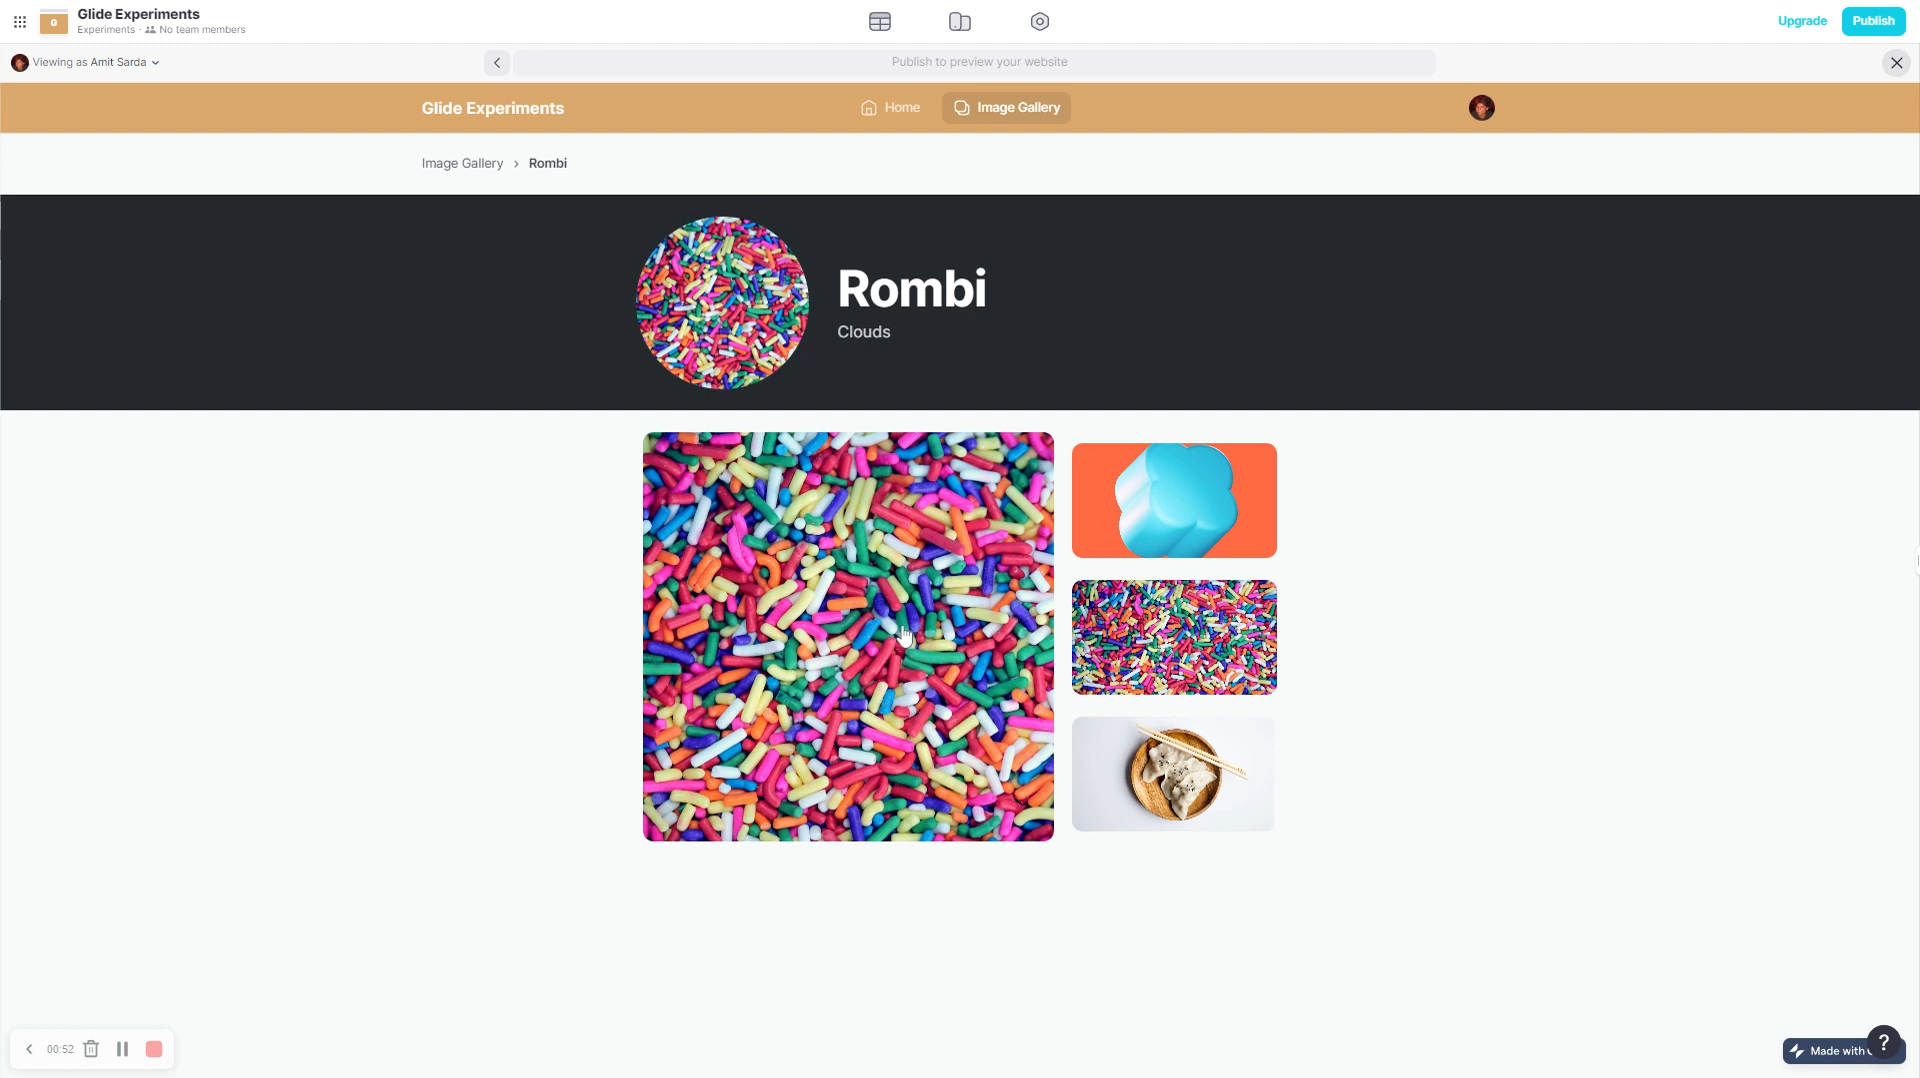 G
Glide Experiments
Experiments · No team members
Upgrade
Publish
Viewing as Amit Sarda
Publish to preview your website
Glide Experiments
Home
Image Gallery
Image Gallery › Rombi
Rombi
Clouds
00:52
Made with
?